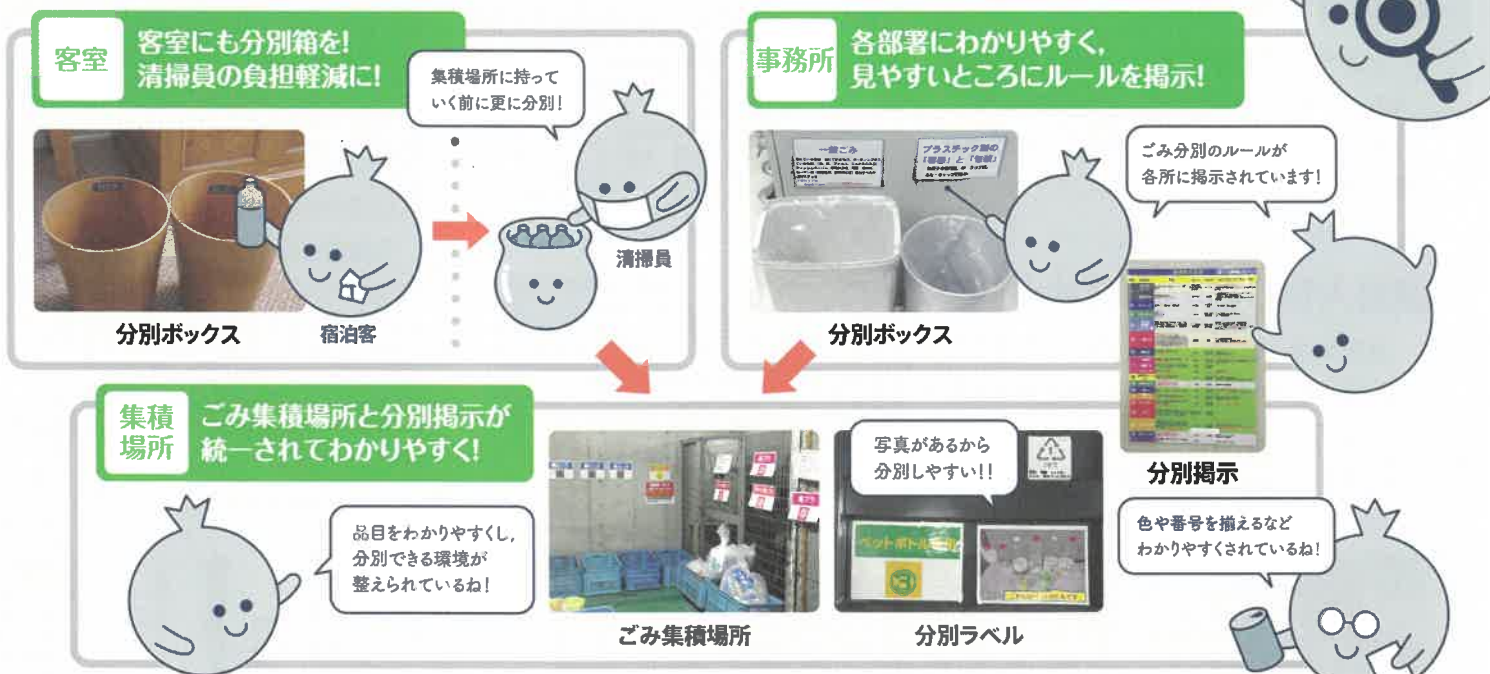 客室
客室にも分別箱を!
清掃員の負担軽減に!
集積場所に持って
いく前に更に分別!
清掃員
分別ボックス
宿泊客
事務所
各部署にわかりやすく,
見やすいところにルールを掲示!
一般ごみ
プラスチック製の
「容器」と「包装」
ごみ分別のルールが
各所に掲示されています!
分別ボックス
分別掲示
集積
場所
ごみ集積場所と分別掲示が
統一されてわかりやすく!
品目をわかりやすくし,
分別できる環境が
整えられているね!
ごみ集積場所
写真があるから
分別しやすい!!
ペットボトル
分別ラベル
色や番号を揃えるなど
わかりやすくされているね!